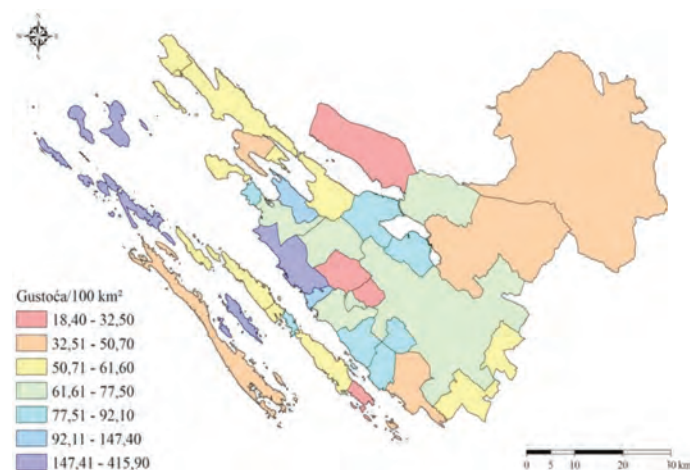 N
W E
S
Gustoća/100 km²
18,40 - 32,50
32,51 - 50,70
50,71 - 61,60
61,61 - 77,50
77,51 - 92,10
92,11 - 147,40
147,41 - 415,90
0 5 10 20 30 km